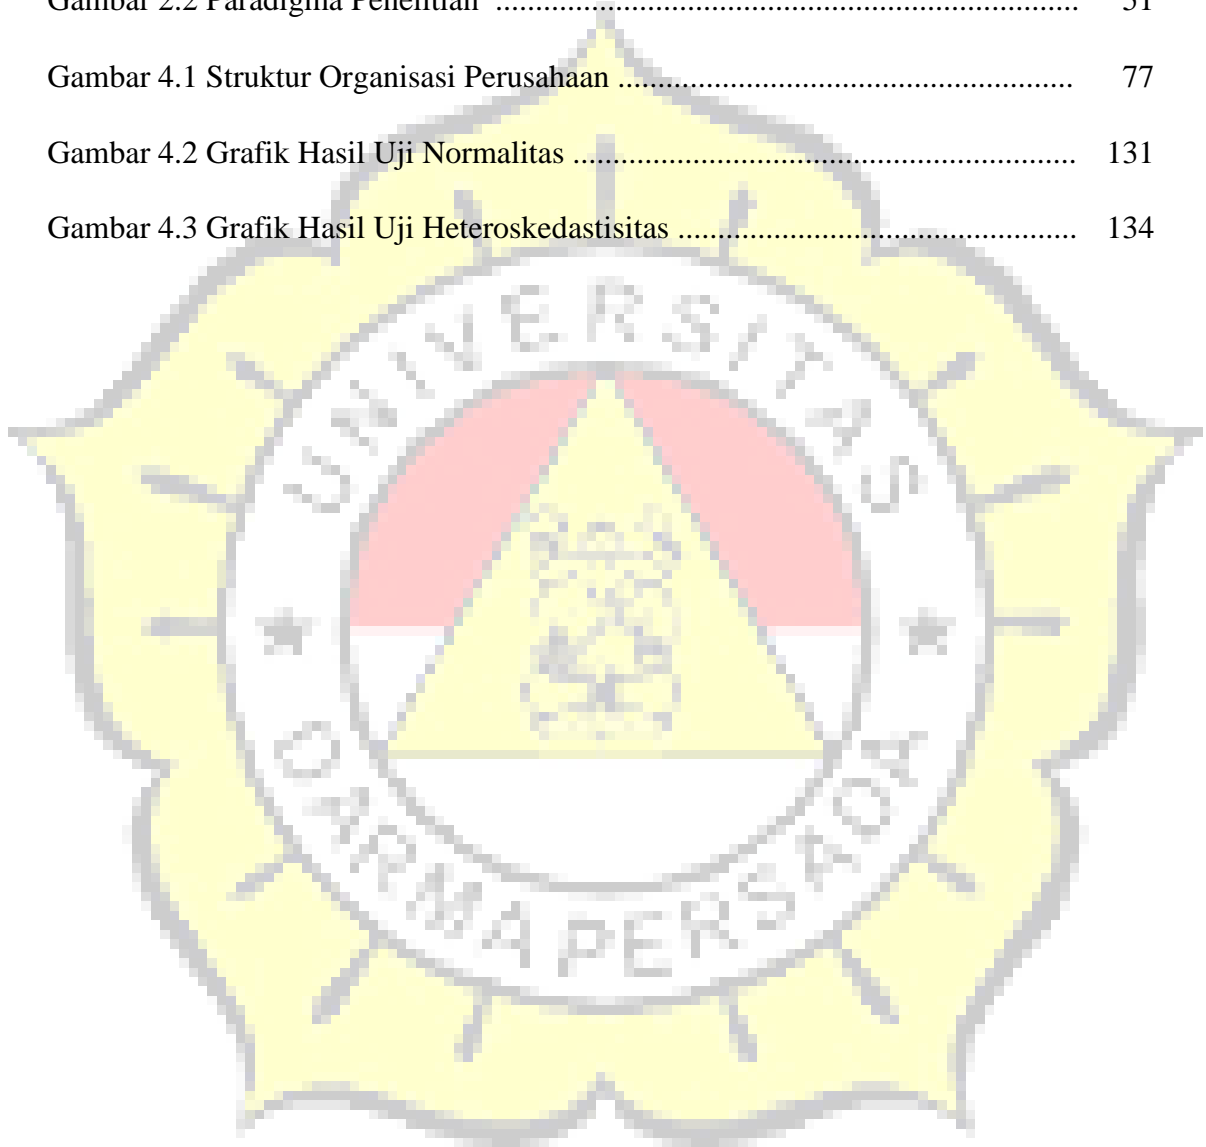 Gambar 2.2 Paradigma Penelitian ........................................................................... 51
Gambar 4.1 Struktur Organisasi Perusahaan .......................................................... 77
Gambar 4.2 Grafik Hasil Uji Normalitas ................................................................ 131
Gambar 4.3 Grafik Hasil Uji Heteroskedastisitas ................................................... 134
UNIVERSITAS
DARMA PERSADA